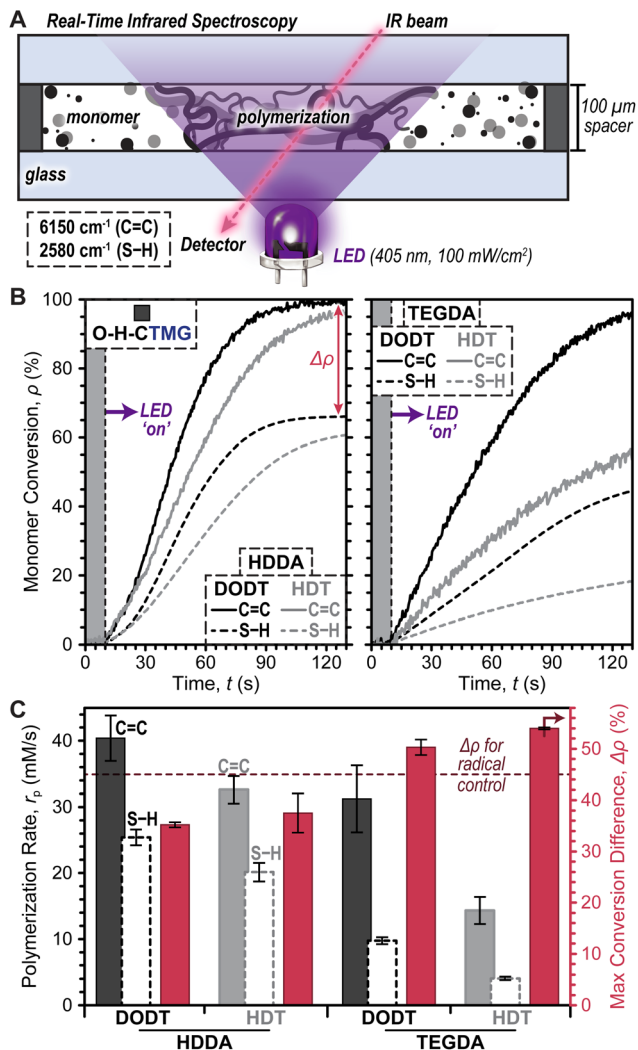 A
Real-Time Infrared Spectroscopy
IR beam
monomer
polymerization
100 µm
spacer
glass
6150 cm⁻¹ (C=C)
2580 cm⁻¹ (S–H)
Detector
LED (405 nm, 100 mW/cm²)
B
Monomer Conversion, ρ (%)
100
80
60
40
20
0
O-H-CTMG
LED
‘on’
Δρ
HDDA
DODT HDT
C=C C=C
S–H S–H
0 30 60 90 120
Time, t (s)
TEGDA
DODT HDT
C=C C=C
S–H S–H
LED
‘on’
0 30 60 90 120
Time, t (s)
C
Polymerization Rate, rp (mM/s)
40
30
20
10
0
C=C
S–H
C=C
S–H
Δρ for
radical
control
50
40
30
20
10
0
Max Conversion Difference, Δρ (%)
DODT HDT DODT HDT
HDDA TEGDA